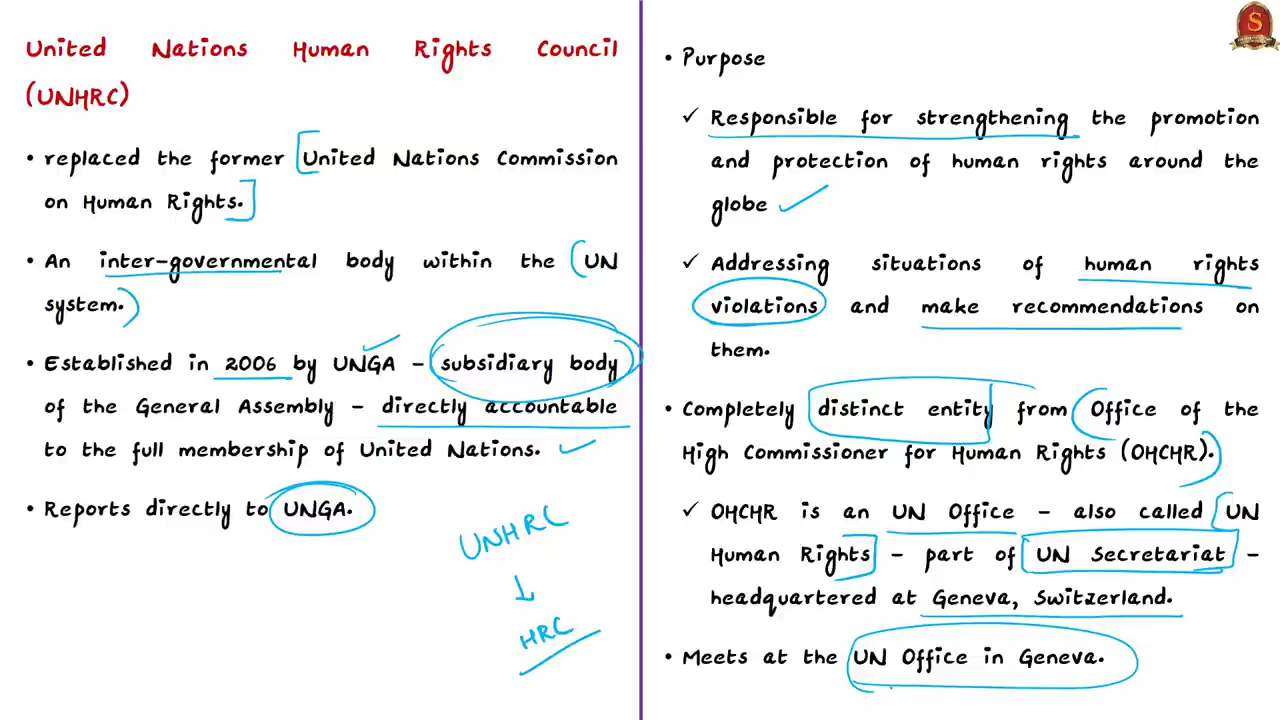 United Nations Human Rights Council
(UNHRC)
• replaced the former United Nations Commission
on Human Rights.
• An inter-governmental body within the UN
system.
• Established in 2006 by UNGA – subsidiary body
of the General Assembly – directly accountable
to the full membership of United Nations.
• Reports directly to UNGA.
UNHRC
↓
HRC
• Purpose
✓ Responsible for strengthening the promotion
and protection of human rights around the
globe
✓ Addressing situations of human rights
violations and make recommendations on
them.
• Completely distinct entity from Office of the
High Commissioner for Human Rights (OHCHR).
✓ OHCHR is an UN Office – also called UN
Human Rights – part of UN Secretariat –
headquartered at Geneva, Switzerland.
• Meets at the UN Office in Geneva.
S